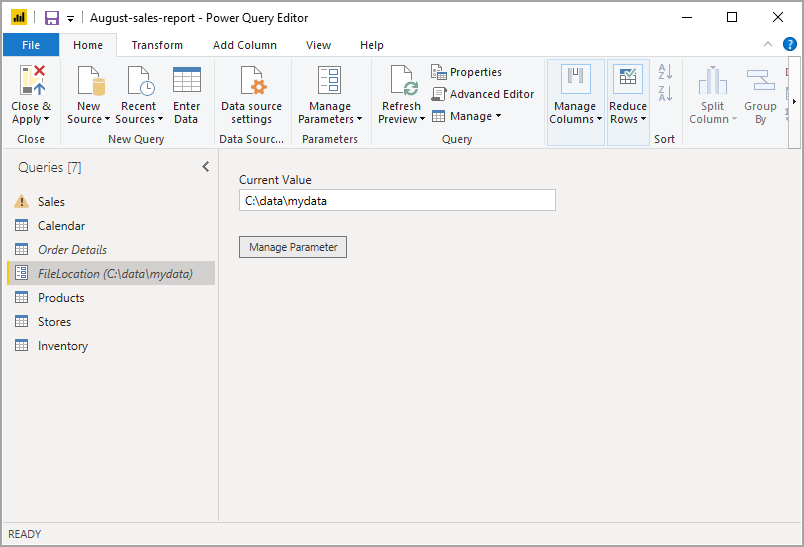 August-sales-report - Power Query Editor
File Home Transform Add Column View Help
Close &
Apply
New
Source
Recent
Sources
Enter
Data
Data source
settings
Manage
Parameters
Refresh
Preview
Properties
Advanced Editor
Manage
Manage
Columns
Reduce
Rows
A
Z
Z
A
Split
Column
Group
By
Close
New Query
Data Sourc...
Parameters
Query
Sort
Queries [7]
Sales
Calendar
Order Details
FileLocation (C:\data\mydata)
Products
Stores
Inventory
Current Value
C:\data\mydata
Manage Parameter
READY